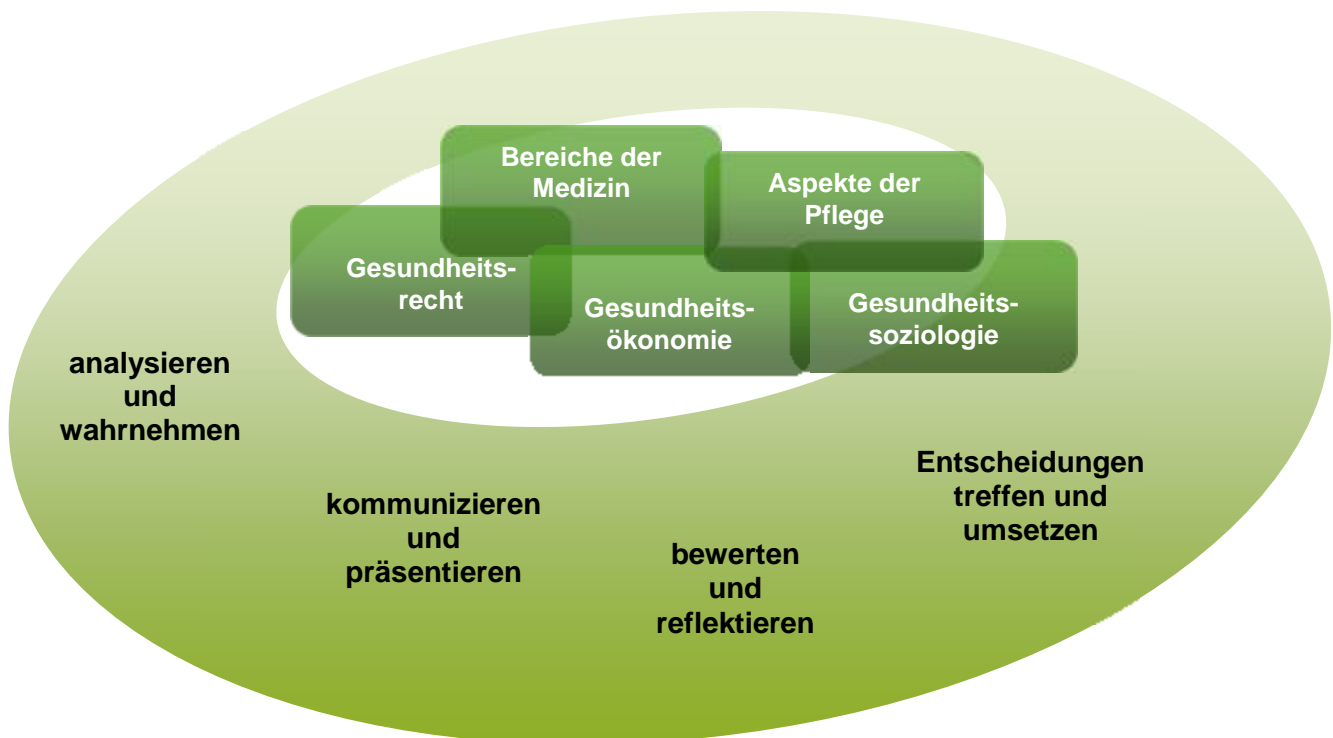 Bereiche der
Medizin
Aspekte der
Pflege
Gesundheits-
recht
Gesundheits-
ökonomie
Gesundheits-
soziologie
analysieren
und
wahrnehmen
kommunizieren
und
präsentieren
bewerten
und
reflektieren
Entscheidungen
treffen und
umsetzen